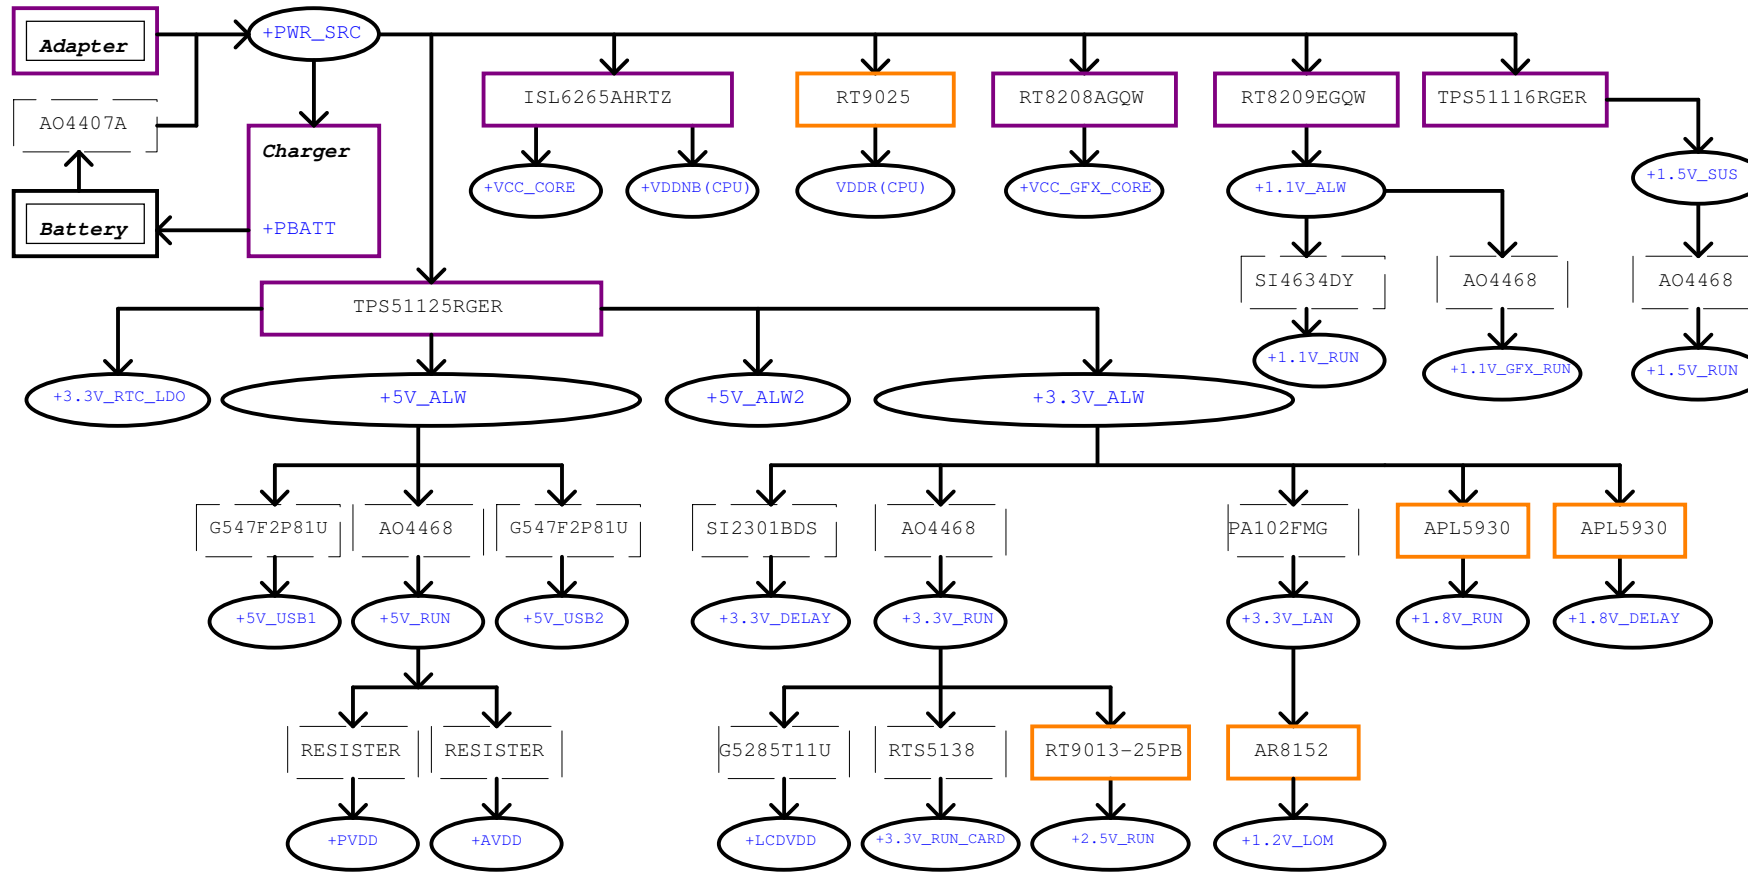 Adapter
+PWR_SRC
AO4407A
Charger
+PBATT
Battery
ISL6265AHRTZ
RT9025
RT8208AGQW
RT8209EGQW
TPS51116RGER
+VCC_CORE
+VDDNB(CPU)
VDDR(CPU)
+VCC_GFX_CORE
+1.1V_ALW
+1.5V_SUS
SI4634DY
AO4468
AO4468
TPS51125RGER
+1.1V_RUN
+1.1V_GFX_RUN
+1.5V_RUN
+3.3V_RTC_LDO
+5V_ALW
+5V_ALW2
+3.3V_ALW
G547F2P81U
AO4468
G547F2P81U
SI2301BDS
AO4468
PA102FMG
APL5930
APL5930
+5V_USB1
+5V_RUN
+5V_USB2
+3.3V_DELAY
+3.3V_RUN
+3.3V_LAN
+1.8V_RUN
+1.8V_DELAY
RESISTER
RESISTER
G5285T11U
RTS5138
RT9013-25PB
AR8152
+PVDD
+AVDD
+LCDVDD
+3.3V_RUN_CARD
+2.5V_RUN
+1.2V_LOM